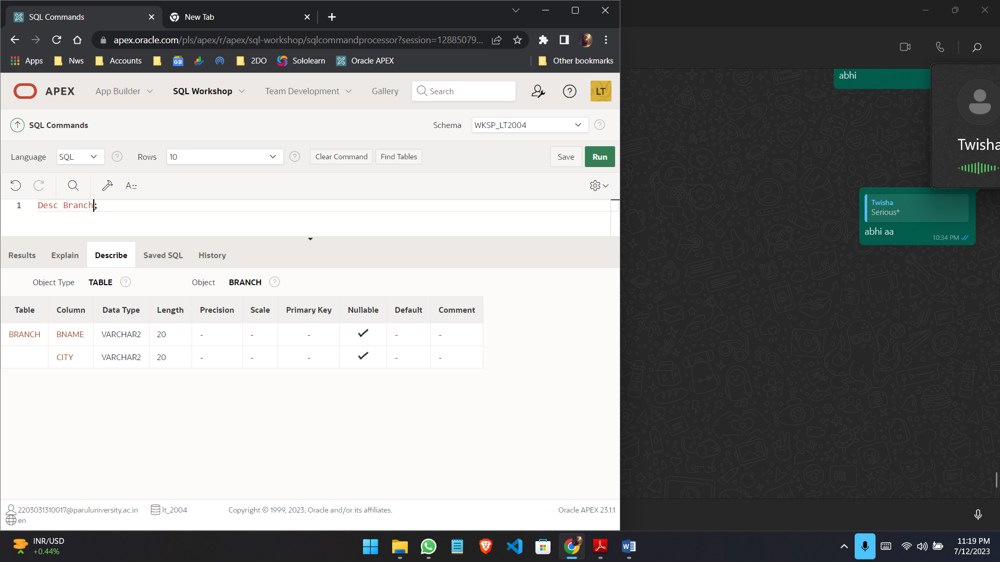 SQL Commands
New Tab
apex.oracle.com/pls/apex/r/apex/sql-workshop/sqlcommandprocessor?session=12885079...
Apps Nws Accounts 2DO Sololearn Oracle APEX Other bookmarks
APEX App Builder SQL Workshop Team Development Gallery Search LT
SQL Commands Schema WKSP_LT2004
Language SQL Rows 10 Clear Command Find Tables Save Run
1 Desc Branch;
Results Explain Describe Saved SQL History
Object Type TABLE Object BRANCH
Table Column Data Type Length Precision Scale Primary Key Nullable Default Comment
BRANCH BNAME VARCHAR2 20 - - - - -
CITY VARCHAR2 20 - - - - -
2203031310017@paruluniversity.ac.in lt_2004 Copyright © 1999, 2023, Oracle and/or its affiliates. Oracle APEX 23.1.1
en
abhi
Twisha
Twisha
Serious*
abhi aa
10:34 PM
INR/USD
+0.44%
11:19 PM
7/12/2023